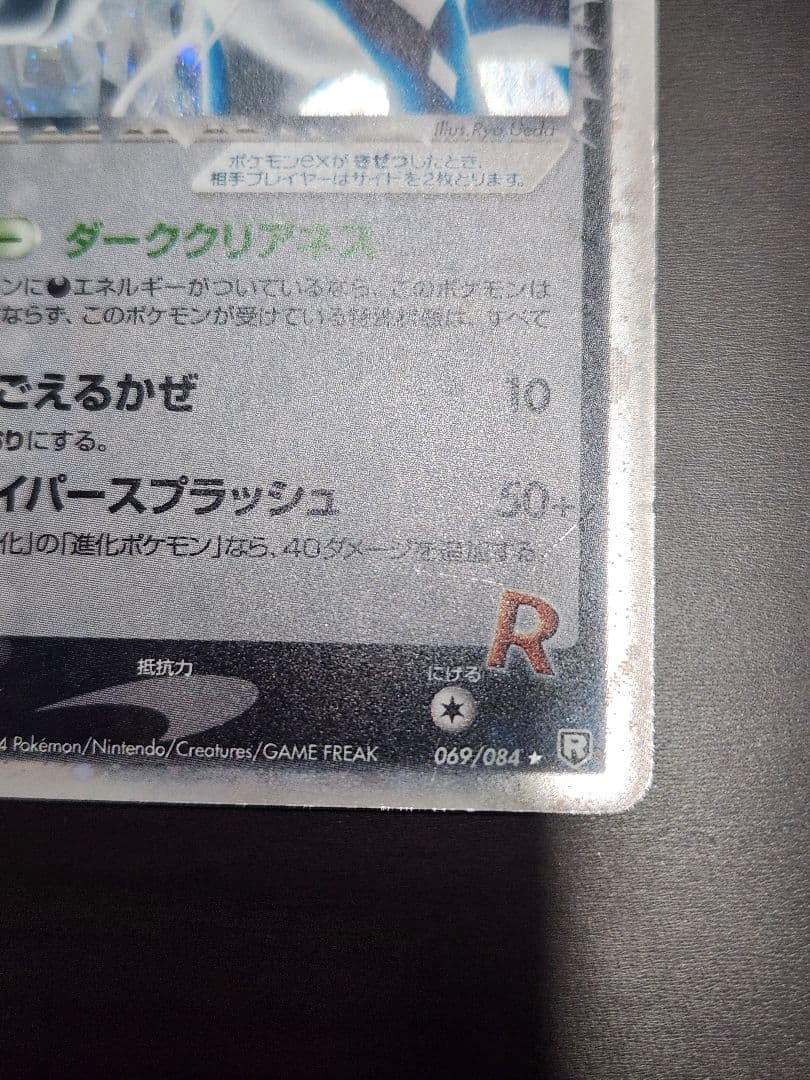 Illus. Ryo Ueda
ポケモンexがきぜつしたとき、
相手プレイヤーはサイドを2枚とります。
ー ダーククリアネス
ンにエネルギーがついているなら、このポケモンは
ならず、このポケモンが受けている特殊状態は、すべて
ごえるかぜ 10
りにする。
イパースプラッシュ 50+
化」の「進化ポケモン」なら、40ダメージを追加する。
R
抵抗力 にげる
4 Pokémon/Nintendo/Creatures/GAME FREAK 069/084 ★ R